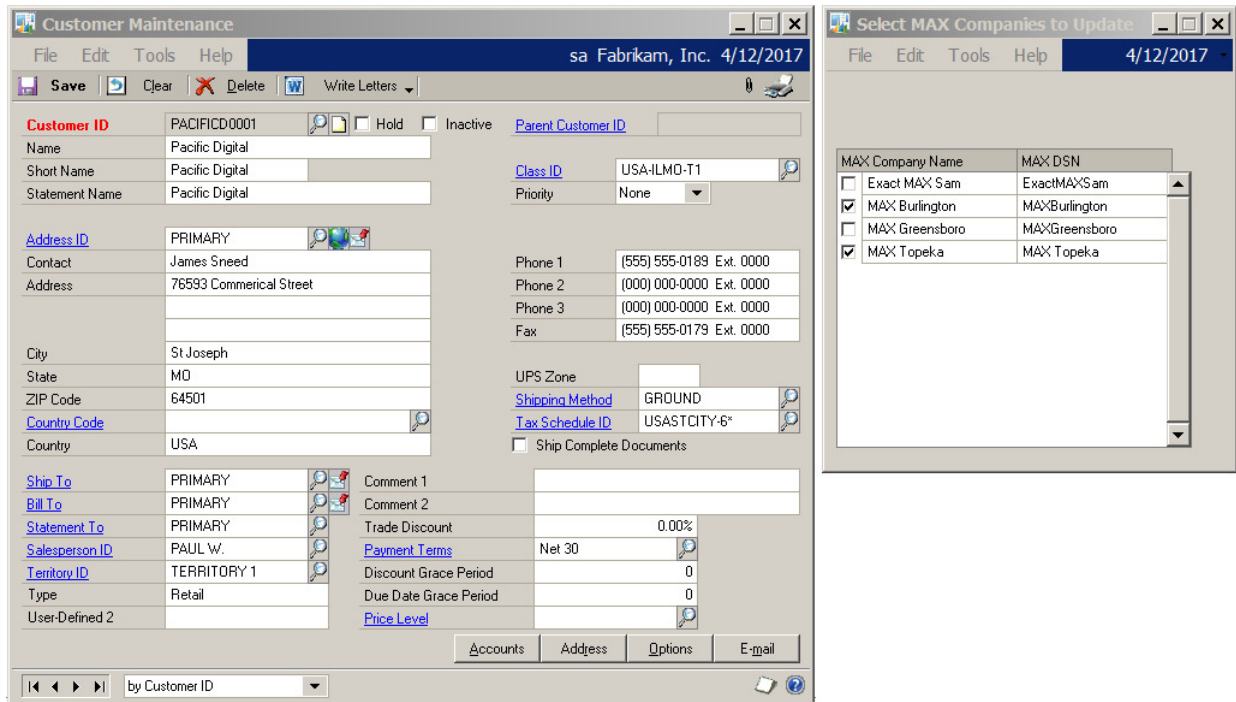 Customer Maintenance
File Edit Tools Help sa Fabrikam, Inc. 4/12/2017
Save Clear Delete Write Letters
Customer ID PACIFICD0001 Hold Inactive Parent Customer ID
Name Pacific Digital
Short Name Pacific Digital Class ID USA-ILMO-T1
Statement Name Pacific Digital Priority None
Address ID PRIMARY
Contact James Sneed Phone 1 (555) 555-0189 Ext. 0000
Address 76593 Commerical Street Phone 2 (000) 000-0000 Ext. 0000
Phone 3 (000) 000-0000 Ext. 0000
Fax (555) 555-0179 Ext. 0000
City St Joseph
State MO UPS Zone
ZIP Code 64501 Shipping Method GROUND
Country Code Tax Schedule ID USASTCITY-6*
Country USA Ship Complete Documents
Ship To PRIMARY Comment 1
Bill To PRIMARY Comment 2
Statement To PRIMARY Trade Discount 0.00%
Salesperson ID PAUL W. Payment Terms Net 30
Territory ID TERRITORY 1 Discount Grace Period 0
Type Retail Due Date Grace Period 0
User-Defined 2 Price Level
Accounts Address Options E-mail
by Customer ID
Select MAX Companies to Update
File Edit Tools Help 4/12/2017
MAX Company Name MAX DSN
Exact MAX Sam ExactMAXSam
MAX Burlington MAXBurlington
MAX Greensboro MAXGreensboro
MAX Topeka MAX Topeka